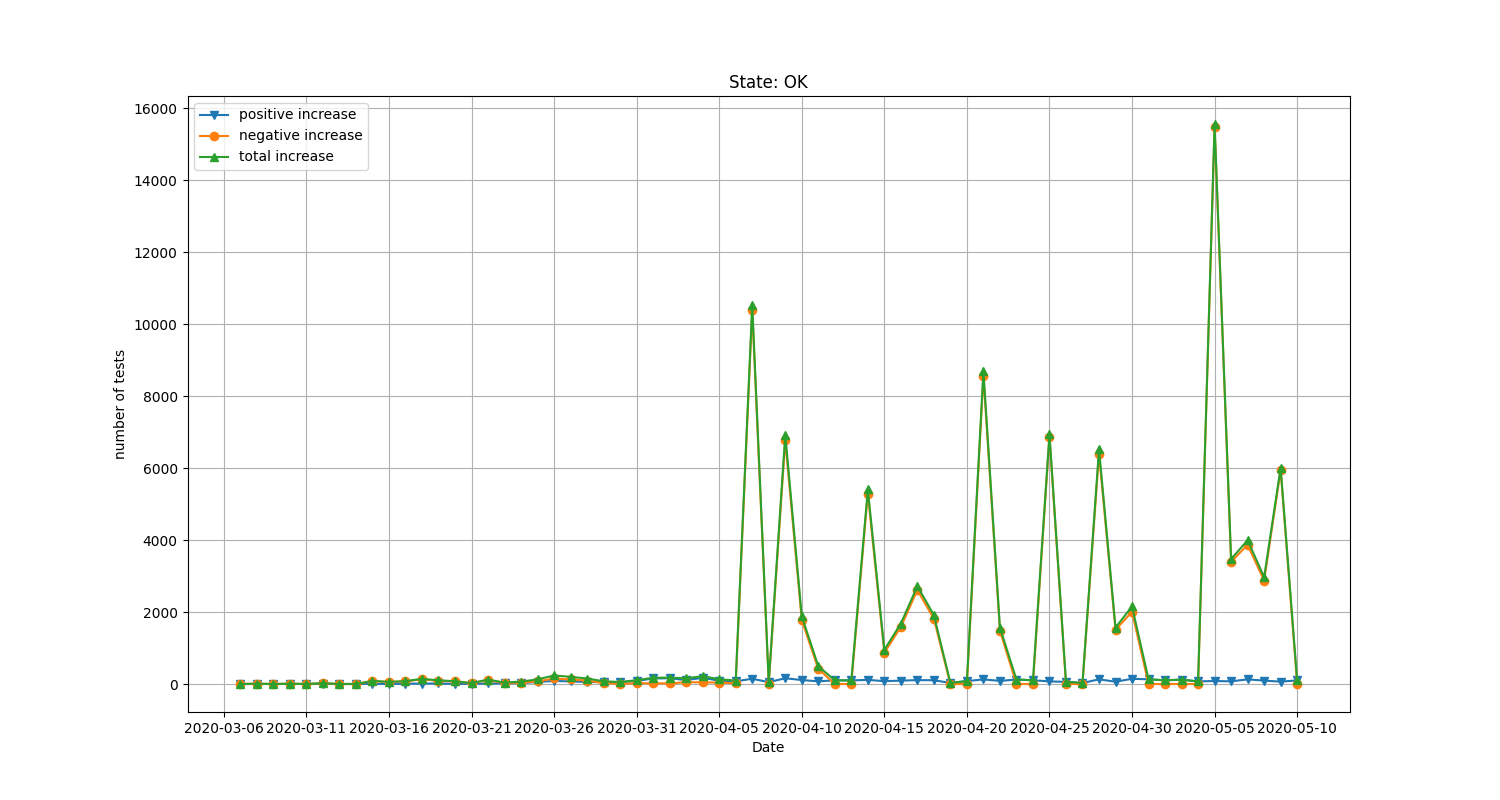 State: OK
positive increase
negative increase
total increase
16000
14000
12000
10000
8000
6000
4000
2000
0
number of tests
2020-03-06 2020-03-11 2020-03-16 2020-03-21 2020-03-26 2020-03-31 2020-04-05 2020-04-10 2020-04-15 2020-04-20 2020-04-25 2020-04-30 2020-05-05 2020-05-10
Date